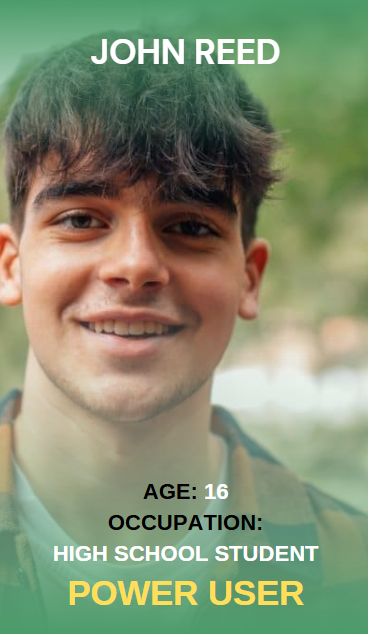 JOHN REED
AGE: 16
OCCUPATION:
HIGH SCHOOL STUDENT
POWER USER